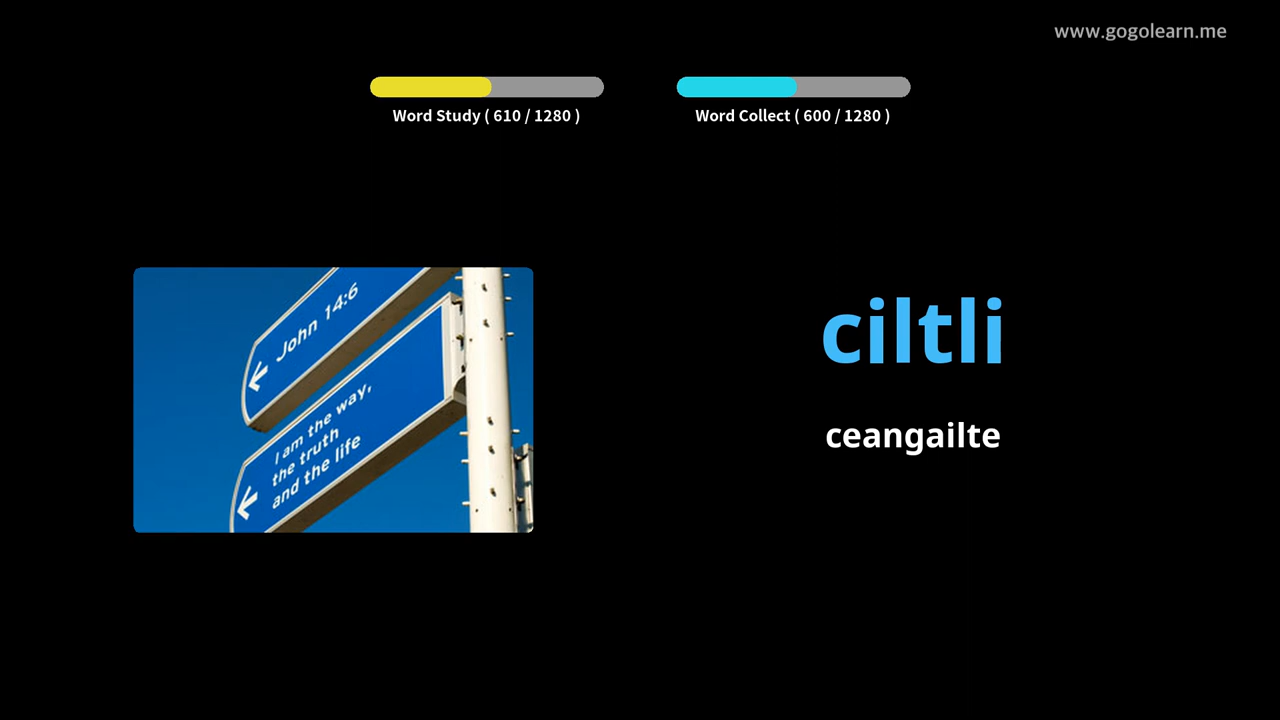 www.gogolearn.me
Word Study ( 610 / 1280 )
Word Collect ( 600 / 1280 )
John 14:6
I am the way,
the truth
and the life
ciltli
ceangailte